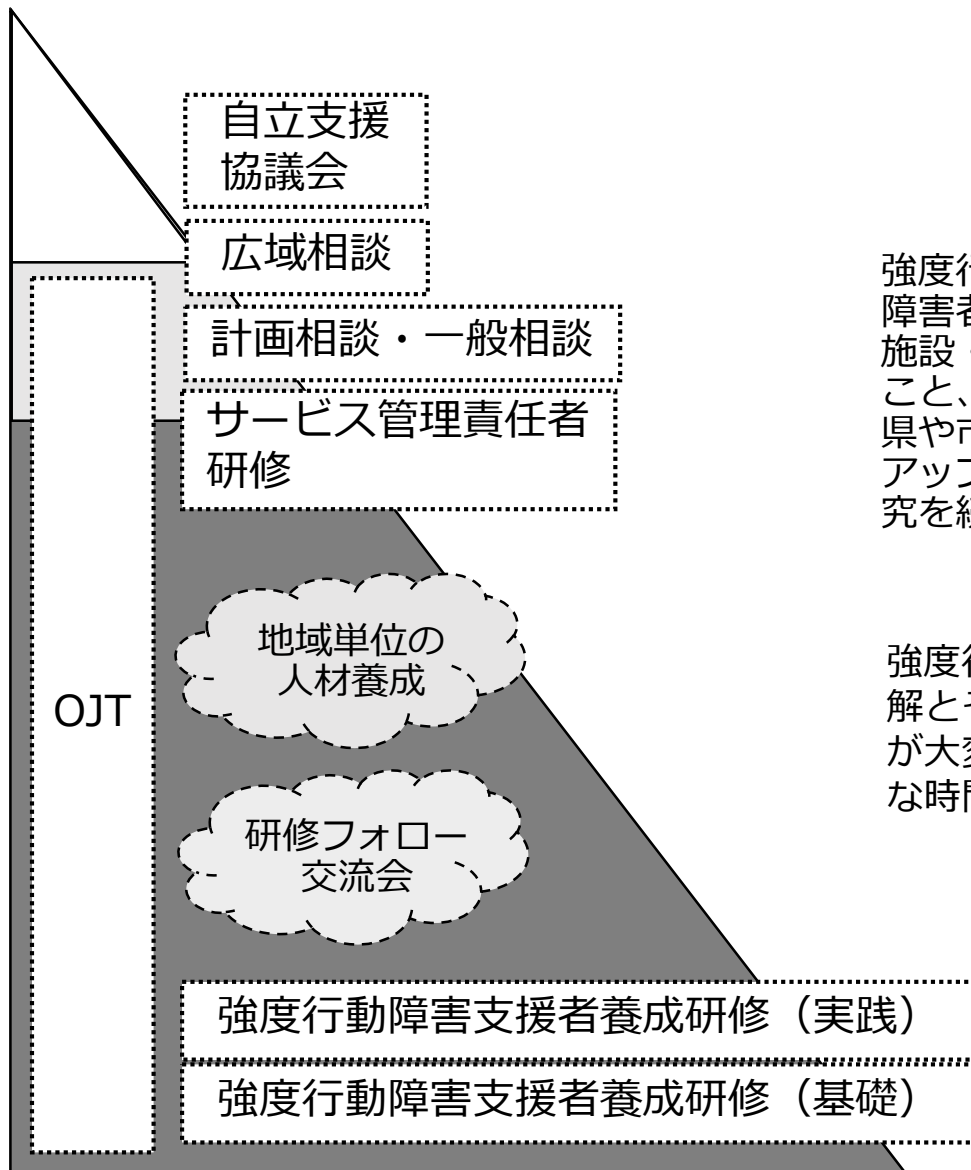 自立支援
協議会
広域相談
計画相談・一般相談
サービス管理責任者
研修
地域単位の
人材養成
OJT
研修フォロー
交流会
強度行動障害支援者養成研修（実践）
強度行動障害支援者養成研修（基礎）
強度行
障害者
施設・
こと、
県や市
アップ
究を経
強度行
解とそ
が大変
な時間